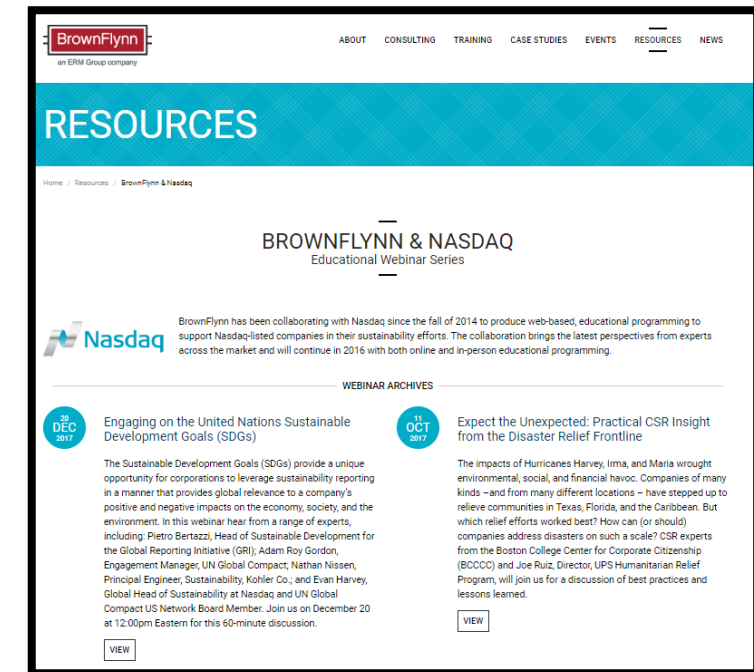 BrownFlynn
an ERM Group company
ABOUT CONSULTING TRAINING CASE STUDIES EVENTS RESOURCES NEWS
RESOURCES
Home / Resources / BrownFlynn & Nasdaq
BROWNFLYNN & NASDAQ
Educational Webinar Series
Nasdaq
BrownFlynn has been collaborating with Nasdaq since the fall of 2014 to produce web-based, educational programming to
support Nasdaq-listed companies in their sustainability efforts. The collaboration brings the latest perspectives from experts
across the market and will continue in 2016 with both online and in-person educational programming.
WEBINAR ARCHIVES
20
DEC
2017
Engaging on the United Nations Sustainable
Development Goals (SDGs)
The Sustainable Development Goals (SDGs) provide a unique
opportunity for corporations to leverage sustainability reporting
in a manner that provides global relevance to a company's
positive and negative impacts on the economy, society, and the
environment. In this webinar hear from a range of experts,
including: Pietro Bertazzi, Head of Sustainable Development for
the Global Reporting Initiative (GRI); Adam Roy Gordon,
Engagement Manager, UN Global Compact; Nathan Nissen,
Principal Engineer, Sustainability, Kohler Co.; and Evan Harvey,
Global Head of Sustainability at Nasdaq and UN Global
Compact US Network Board Member. Join us on December 20
at 12:00pm Eastern for this 60-minute discussion.
VIEW
11
OCT
2017
Expect the Unexpected: Practical CSR Insight
from the Disaster Relief Frontline
The impacts of Hurricanes Harvey, Irma, and Maria wrought
environmental, social, and financial havoc. Companies of many
kinds –and from many different locations – have stepped up to
relieve communities in Texas, Florida, and the Caribbean. But
which relief efforts worked best? How can (or should)
companies address disasters on such a scale? CSR experts
from the Boston College Center for Corporate Citizenship
(BCCCC) and Joe Ruiz, Director, UPS Humanitarian Relief
Program, will join us for a discussion of best practices and
lessons learned.
VIEW